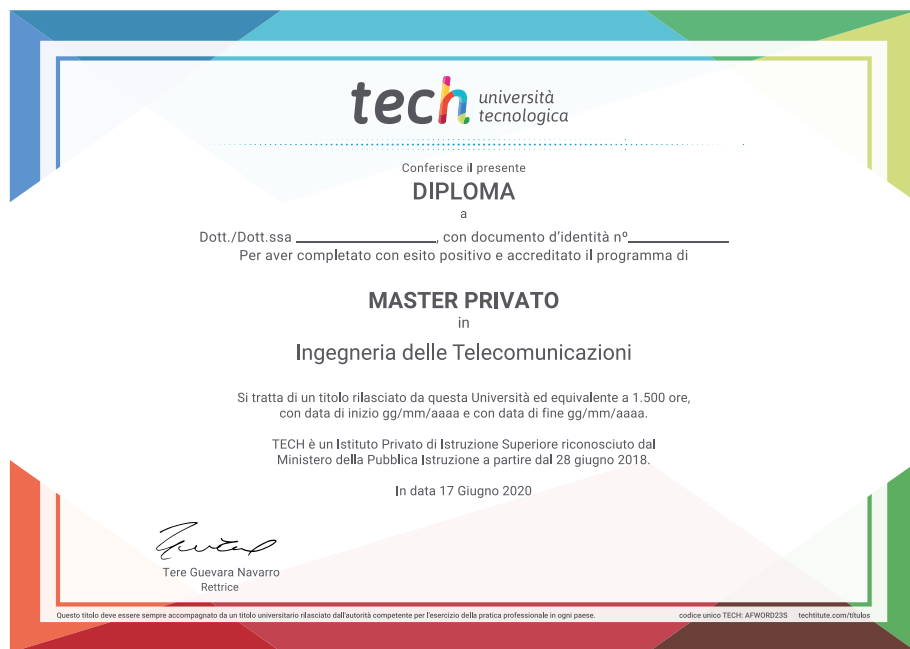 tech università
tecnologica
Conferisce il presente
DIPLOMA
a
Dott./Dott.ssa ________________, con documento d'identità nº____________
Per aver completato con esito positivo e accreditato il programma di
MASTER PRIVATO
in
Ingegneria delle Telecomunicazioni
Si tratta di un titolo rilasciato da questa Università ed equivalente a 1.500 ore,
con data di inizio gg/mm/aaaa e con data di fine gg/mm/aaaa.
TECH è un Istituto Privato di Istruzione Superiore riconosciuto dal
Ministero della Pubblica Istruzione a partire dal 28 giugno 2018.
In data 17 Giugno 2020
Tere Guevara Navarro
Rettrice
Questo titolo deve essere sempre accompagnato da un titolo universitario rilasciato dall'autorità competente per l'esercizio della pratica professionale in ogni paese. codice unico TECH: AFWORD23S techtitute.com/titulos